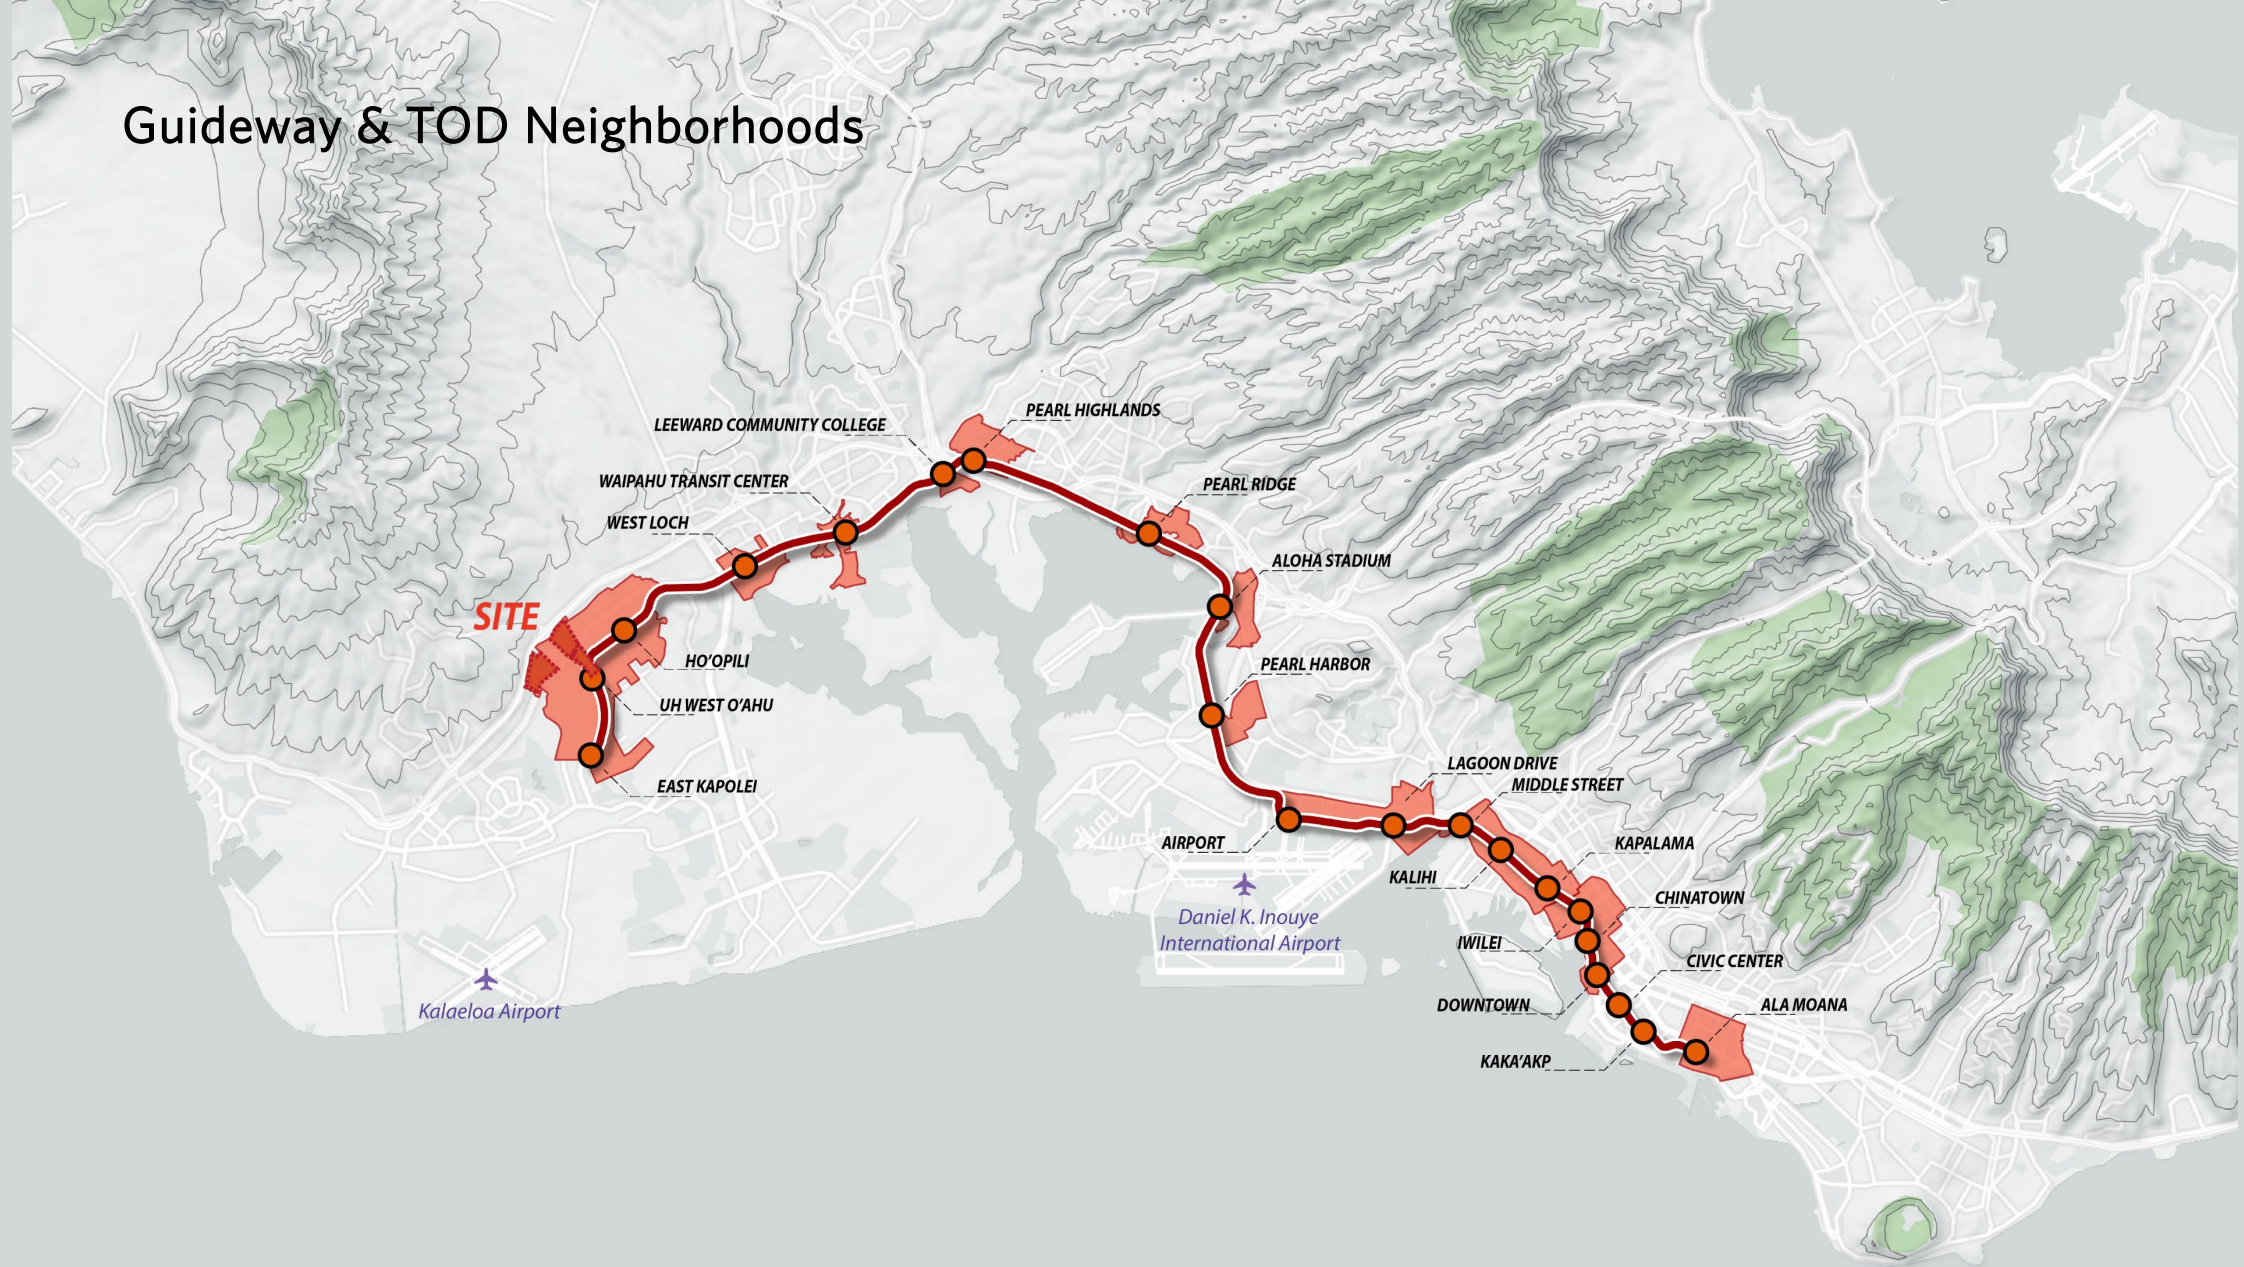 Guideway & TOD Neighborhoods
PEARL HIGHLANDS
LEEWARD COMMUNITY COLLEGE
WAIPAHU TRANSIT CENTER
PEARL RIDGE
WEST LOCH
ALOHA STADIUM
SITE
HO'OPILI
PEARL HARBOR
UH WEST O'AHU
LAGOON DRIVE
EAST KAPOLEI
MIDDLE STREET
AIRPORT
KAPALAMA
KALIHI
CHINATOWN
Daniel K. Inouye
International Airport
IWILEI
CIVIC CENTER
DOWNTOWN
ALA MOANA
Kalaeloa Airport
KAKA'AKP